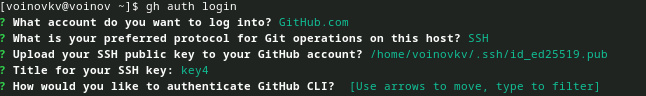 [voinovkv@voinov ~]$ gh auth login
? What account do you want to log into? GitHub.com
? What is your preferred protocol for Git operations on this host? SSH
? Upload your SSH public key to your GitHub account? /home/voinovkv/.ssh/id_ed25519.pub
? Title for your SSH key: key4
? How would you like to authenticate GitHub CLI?  [Use arrows to move, type to filter]